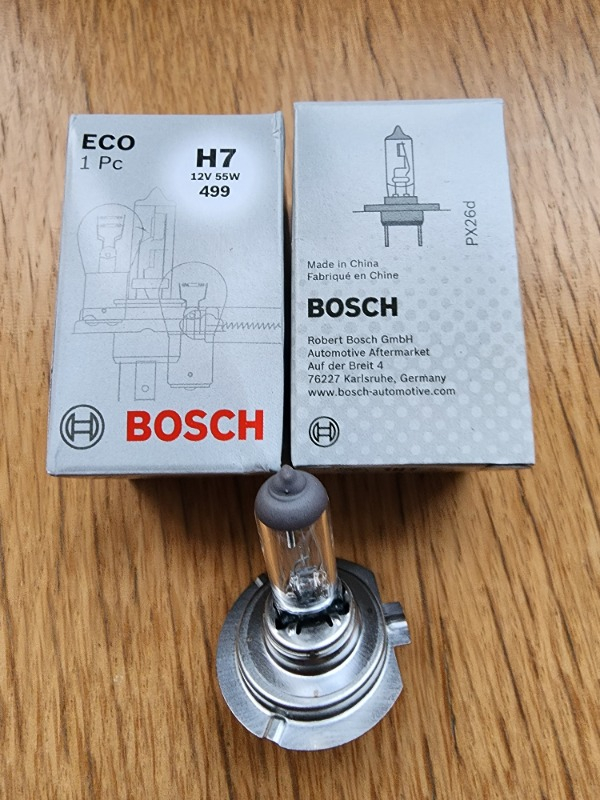 ECO
1 Pc
H7
12V 55W
499
BOSCH
PX26d
Made in China
Fabriqué en Chine
BOSCH
Robert Bosch GmbH
Automotive Aftermarket
Auf der Breit 4
76227 Karlsruhe, Germany
www.bosch-automotive.com